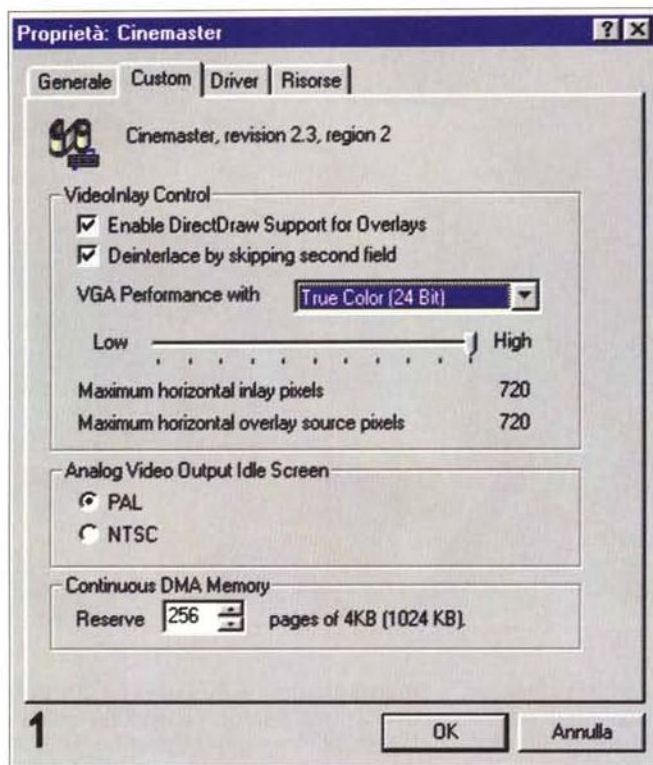 Proprietà: Cinemaster
Generale Custom Driver Risorse
Cinemaster, revision 2.3, region 2
VideoInlay Control
Enable DirectDraw Support for Overlays
Deinterlace by skipping second field
VGA Performance with True Color (24 Bit)
Low High
Maximum horizontal inlay pixels 720
Maximum horizontal overlay source pixels 720
Analog Video Output Idle Screen
PAL
NTSC
Continuous DMA Memory
Reserve 256 pages of 4KB (1024 KB).
1 OK Annulla